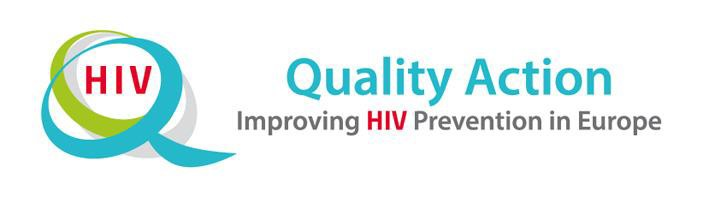 HIV
Quality Action
Improving HIV Prevention in Europe